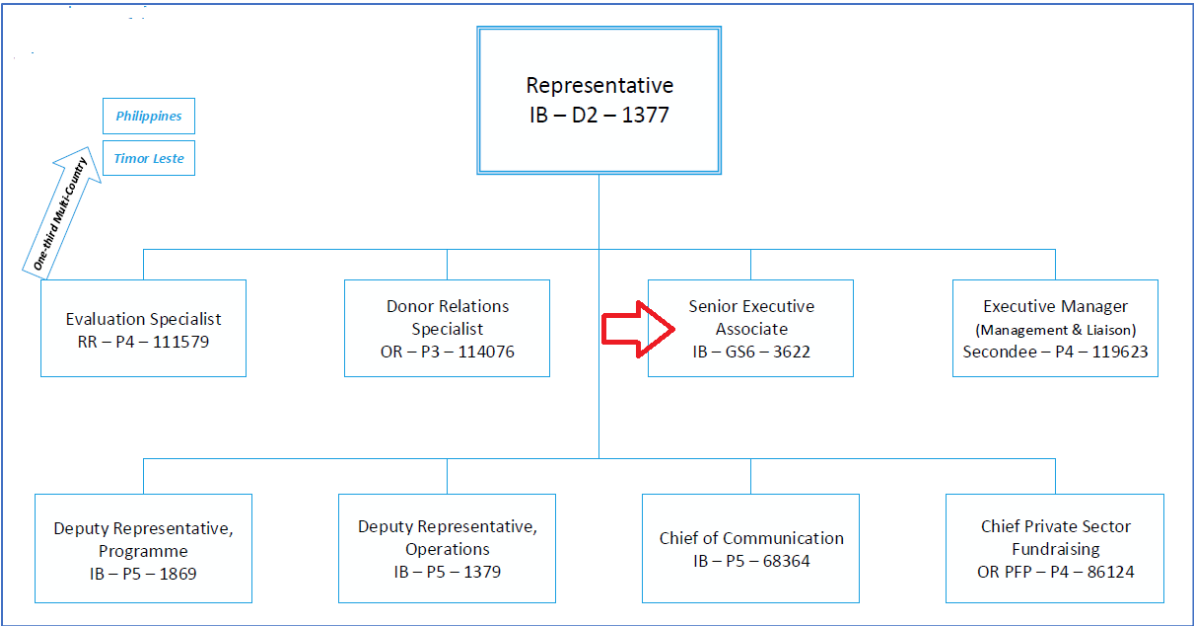 Representative
IB – D2 – 1377
Philippines
Timor Leste
One-third Multi-Country
Evaluation Specialist
RR – P4 – 111579
Donor Relations
Specialist
OR – P3 – 114076
Senior Executive
Associate
IB – GS6 – 3622
Executive Manager
(Management & Liaison)
Secondee – P4 – 119623
Deputy Representative,
Programme
IB – P5 – 1869
Deputy Representative,
Operations
IB – P5 – 1379
Chief of Communication
IB – P5 – 68364
Chief Private Sector
Fundraising
OR PFP – P4 – 86124